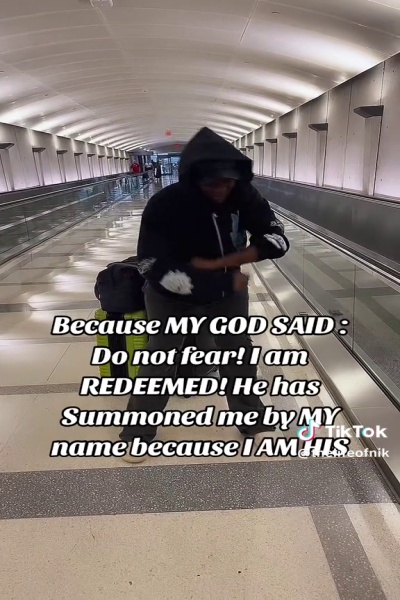 Because MY GOD SAID :
Do not fear! I am
REDEEMED! He has
Summoned me by MY
name because I AM HIS
TikTok
@thelifeofnik